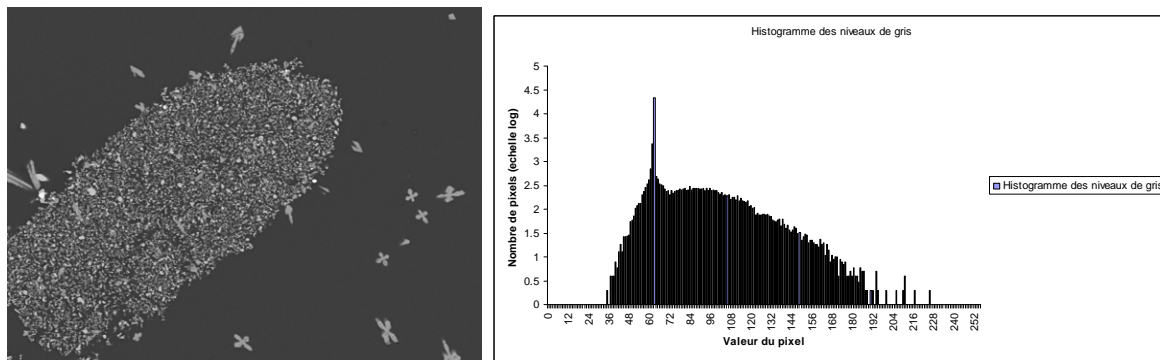 Histogramme des niveaux de gris
Nombre de pixels (echelle log)
5
4.5
4
3.5
3
2.5
2
1.5
1
0.5
0
0 12 24 36 48 60 72 84 96 108 120 132 144 156 168 180 192 204 216 228 240 252
Valeur du pixel
Histogramme des niveaux de gris